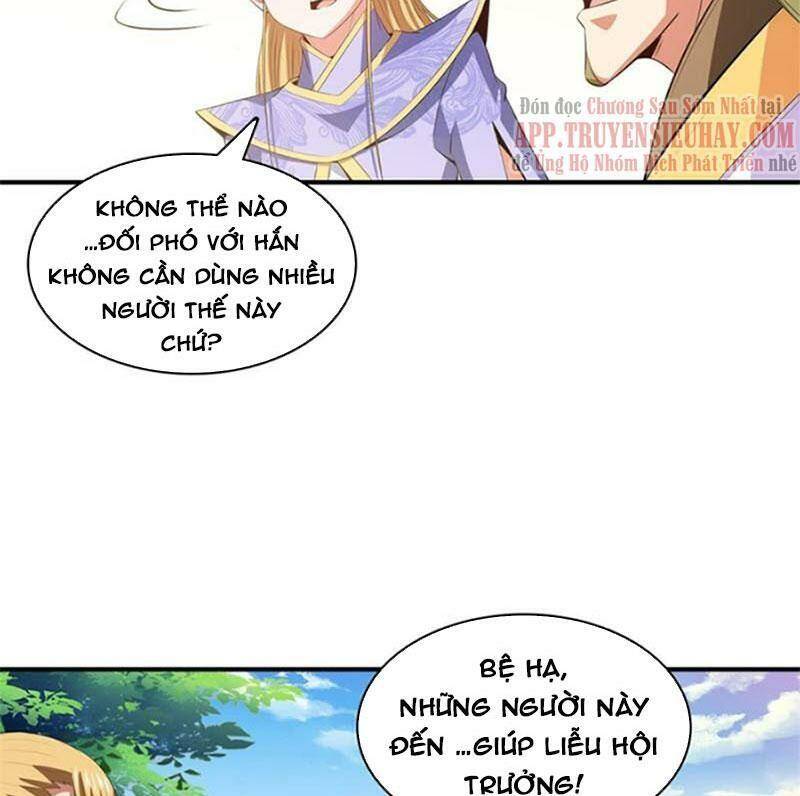 Đón đọc Chương Sau Sớm Nhất tại
APP.TRUYENSIEUHAY.COM
để Ủng Hộ Nhóm Dịch Phát Triển nhé
KHÔNG THỂ NÀO
...ĐỐI PHÓ VỚI HẮN
KHÔNG CẦN DÙNG NHIỀU
NGƯỜI THẾ NÀY
CHỨ?
BỆ HẠ,
NHỮNG NGƯỜI NÀY
ĐẾN ...GIÚP LIỄU HỘI
TRƯỞNG!